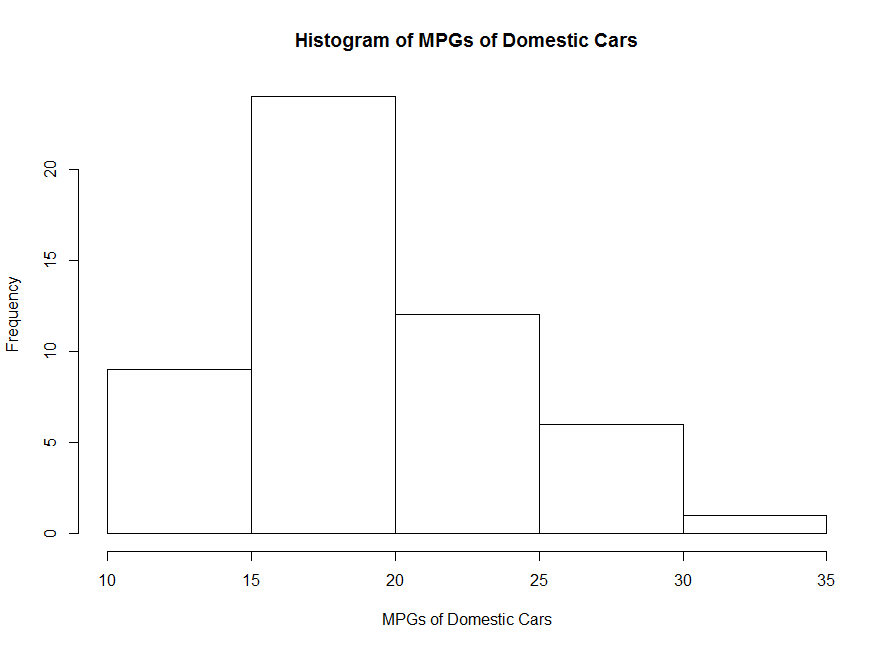 Histogram of MPGs of Domestic Cars
Frequency
20
15
10
5
0
10 15 20 25 30 35
MPGs of Domestic Cars